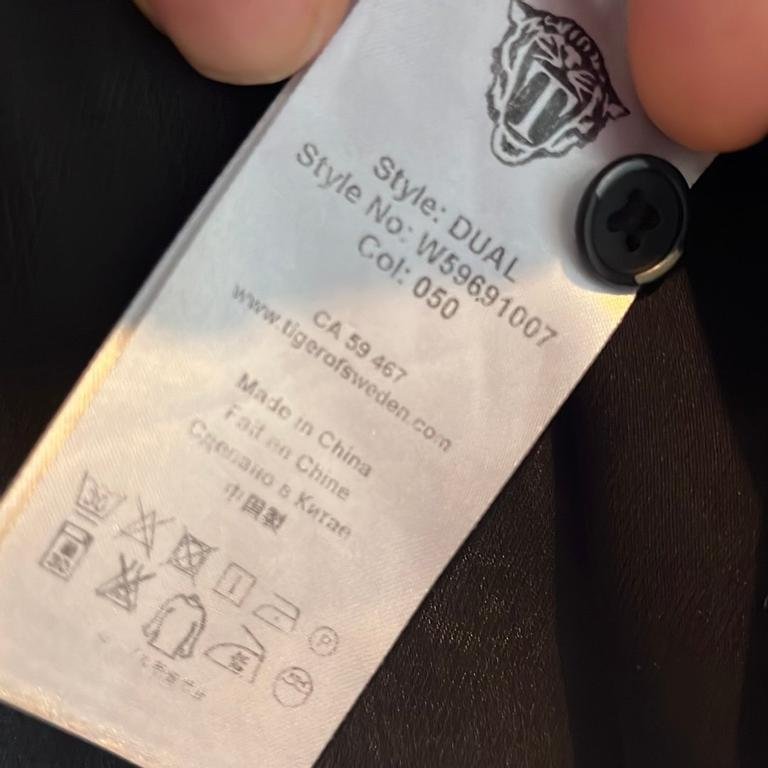 Style: DUAL
Style No: W59691007
Col: 050
CA 59 467
www.tigerofsweden.com
Made in China
Fait en Chine
Сделано в Китае
中国製
30
P